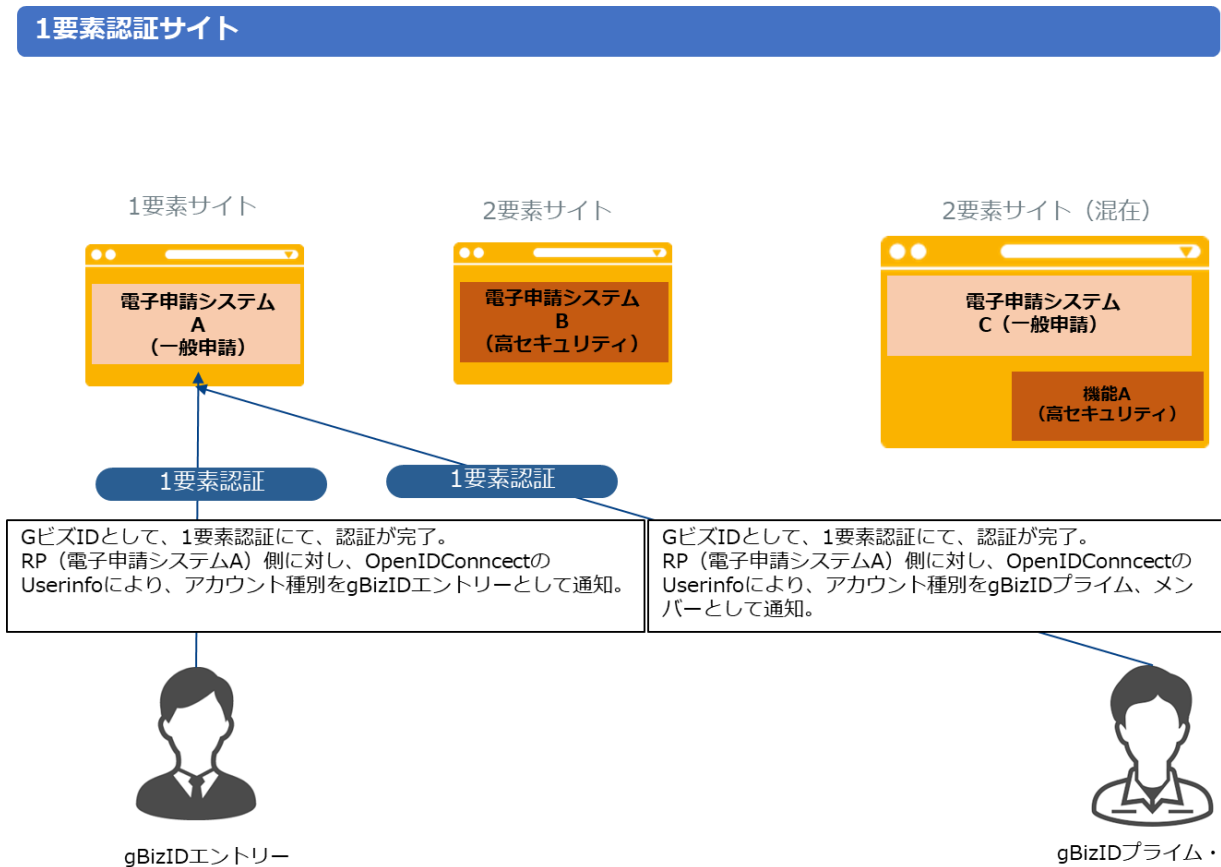 1要素認証サイト
1要素サイト
2要素サイト
2要素サイト（混在）
電子申請システム
A
（一般申請）
電子申請システム
B
（高セキュリティ）
電子申請システム
C（一般申請）
機能A
（高セキュリティ）
1要素認証
1要素認証
GビズIDとして、1要素認証にて、認証が完了。
RP（電子申請システムA）側に対し、OpenIDConncectの
Userinfoにより、アカウント種別をgBizIDエントリーとして通知。
GビズIDとして、1要素認証にて、認証が完了。
RP（電子申請システムA）側に対し、OpenIDConncectの
Userinfoにより、アカウント種別をgBizIDプライム、メン
バーとして通知。
gBizIDエントリー
gBizIDプライム・